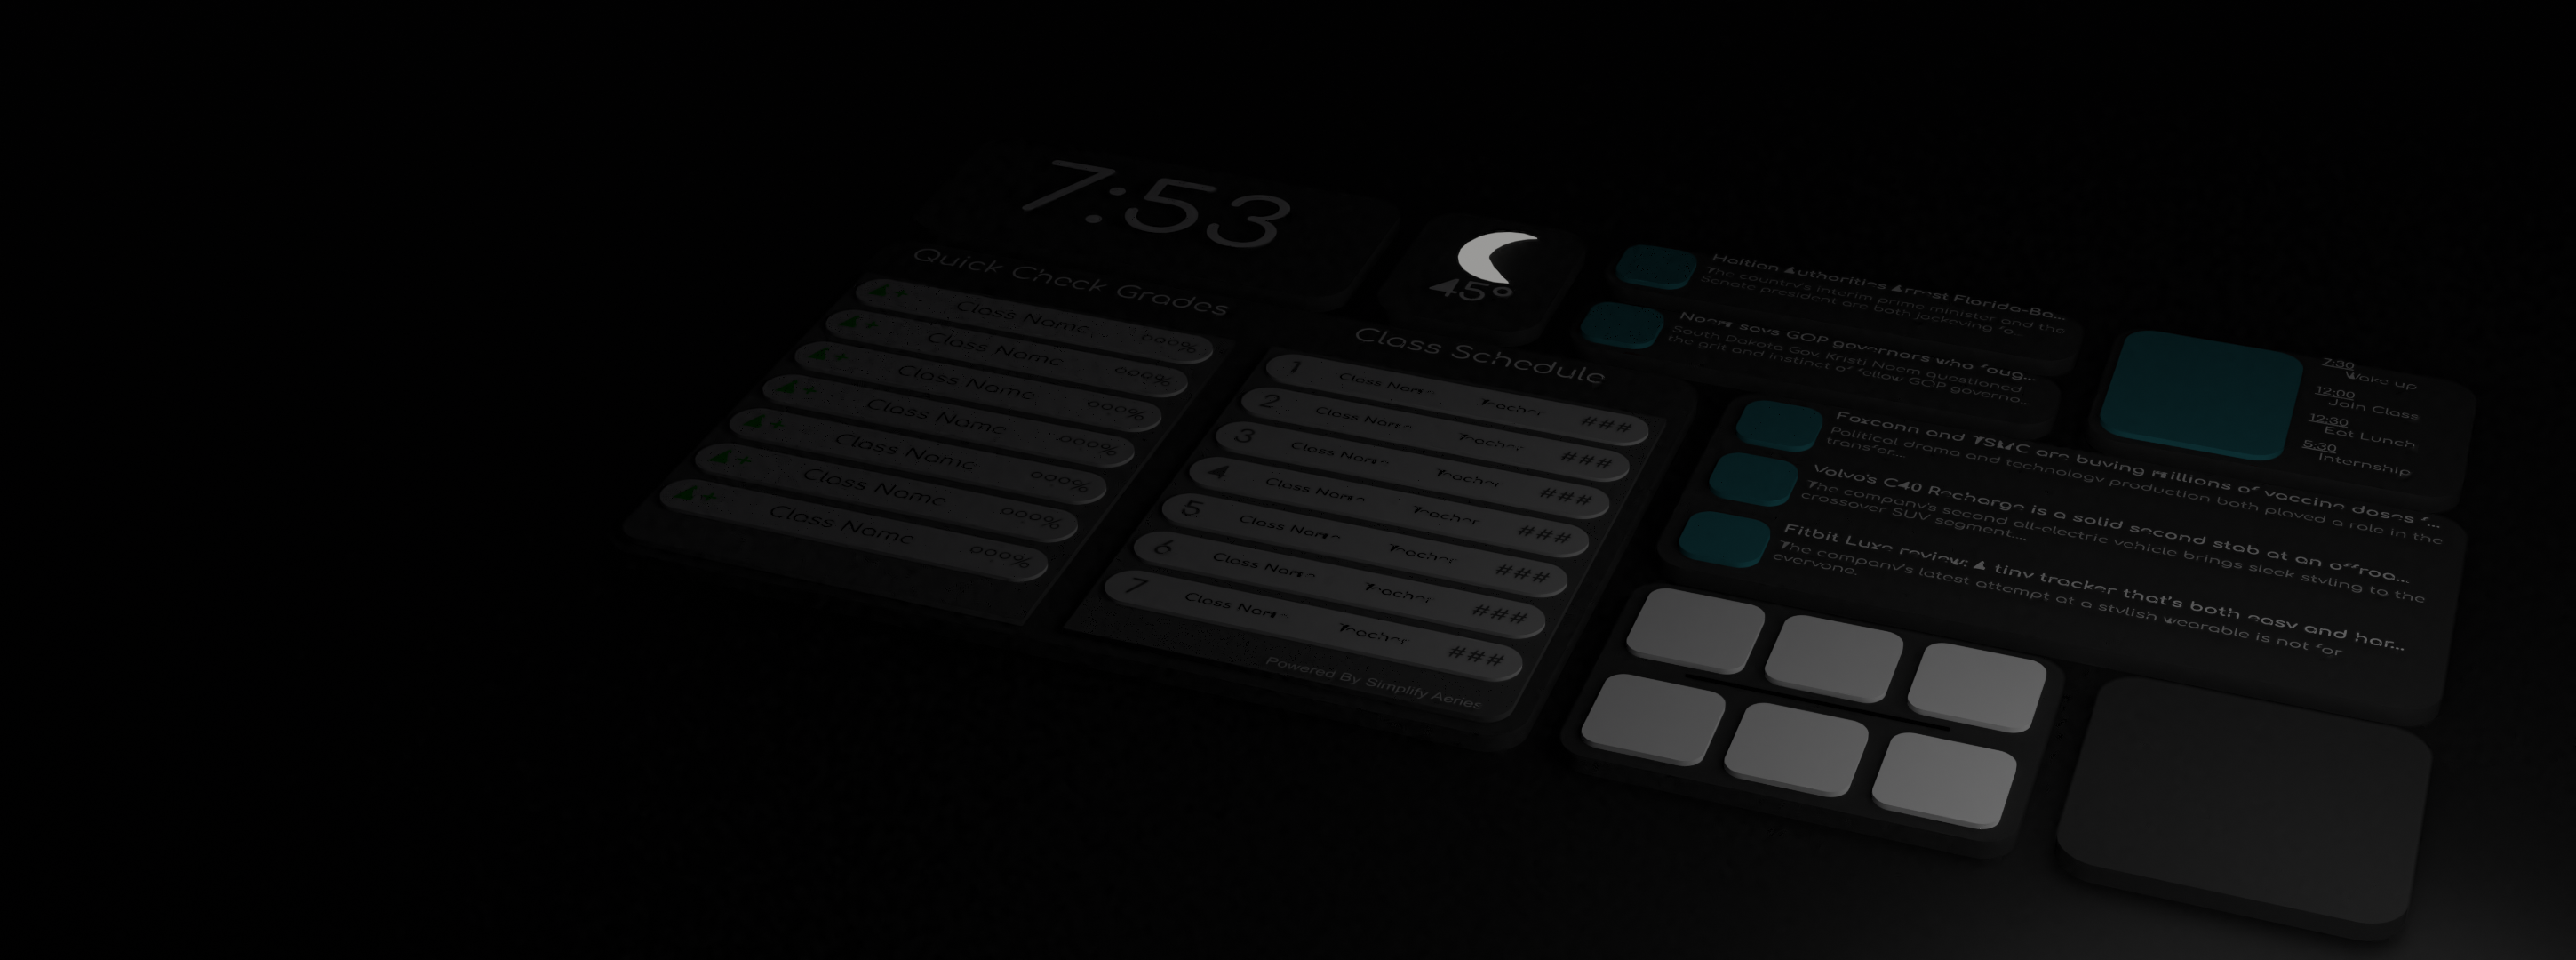 7:53
45°
Quick Check Grades
A+ Class Name 000%
A+ Class Name 000%
A+ Class Name 000%
A+ Class Name 000%
A+ Class Name 000%
A+ Class Name 000%
A+ Class Name 000%
Class Schedule
1 Class Name Teacher ###
2 Class Name Teacher ###
3 Class Name Teacher ###
4 Class Name Teacher ###
5 Class Name Teacher ###
6 Class Name Teacher ###
7 Class Name Teacher ###
Powered By Simplify Aeries
Haitian Authorities Arrest Florida-Ba...
The country's interim prime minister and the
Senate president are both jockeying fo...
Noem says GOP governors who 'foug...
South Dakota Gov. Kristi Noem questioned
the grit and instinct of fellow GOP governo...
7:30
Wake up
12:00
Join Class
12:30
Eat Lunch
5:30
Internship
Foxconn and TSMC are buying millions of vaccine doses f...
Political drama and technology production both played a role in the
transfer...
Volvo's C40 Recharge is a solid second stab at an offroa...
The company's second all-electric vehicle brings sleek styling to the
crossover SUV segment....
Fitbit Luxe review: A tiny tracker that's both easy and har...
The company's latest attempt at a stylish wearable is not for
everyone.